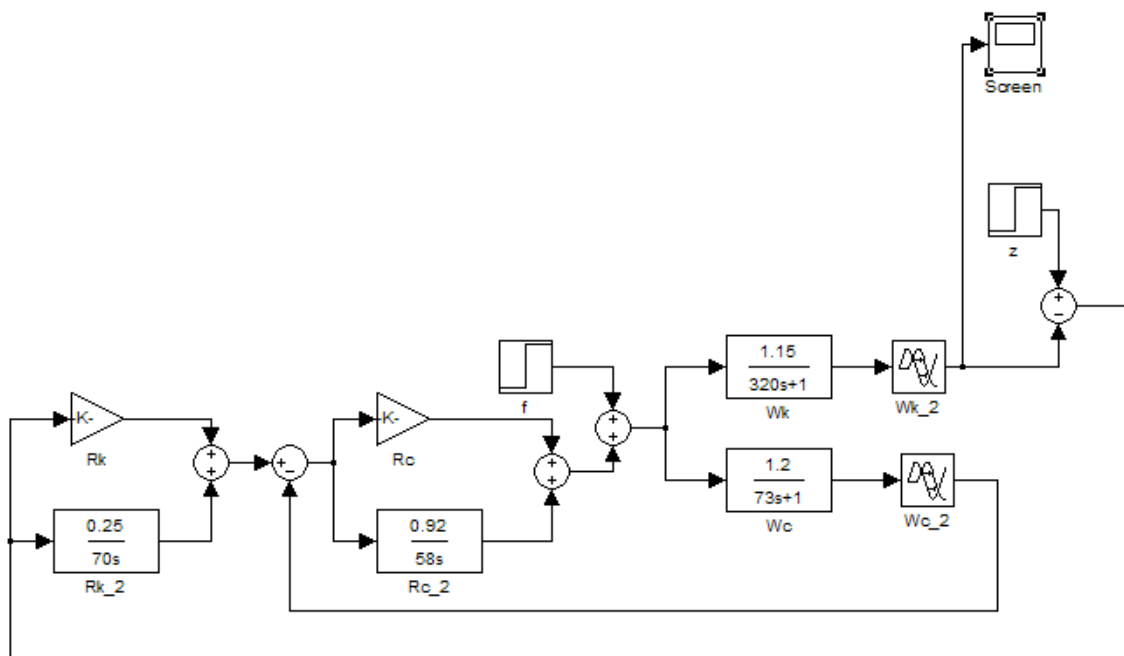 Screen
z
f
1.15
320s+1
Wk
Wk_2
K-
Rk
K-
Rc
1.2
73s+1
Wc
Wc_2
0.25
70s
Rk_2
0.92
58s
Rc_2